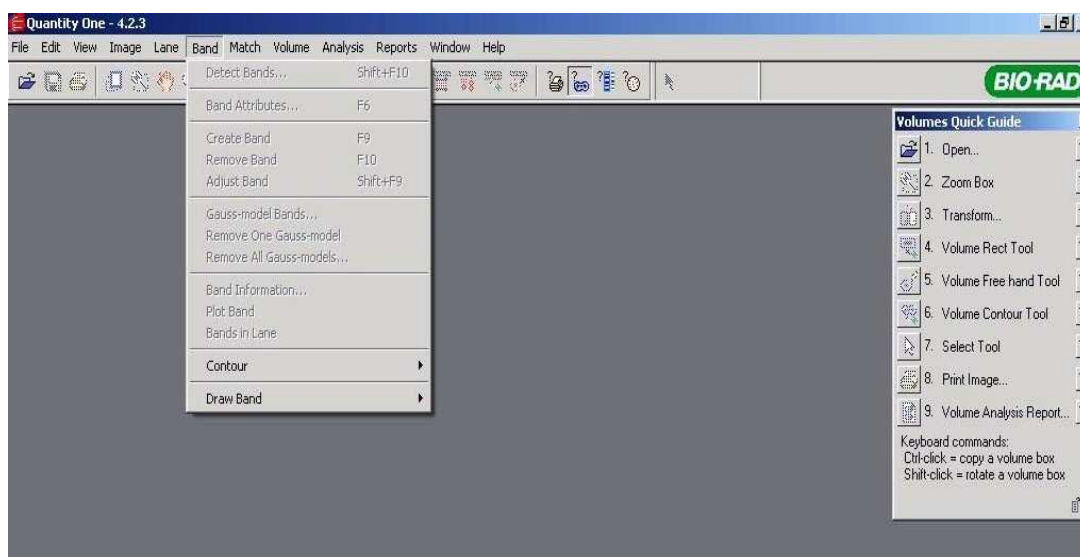 Quantity One - 4.2.3
File Edit View Image Lane Band Match Volume Analysis Reports Window Help
BIO-RAD
Detect Bands... Shift+F10
Band Attributes... F6
Create Band F9
Remove Band F10
Adjust Band Shift+F9
Gauss-model Bands...
Remove One Gauss-model
Remove All Gauss-models...
Band Information...
Plot Band
Bands in Lane
Contour
Draw Band
Volumes Quick Guide
1. Open...
2. Zoom Box
3. Transform...
4. Volume Rect Tool
5. Volume Free hand Tool
6. Volume Contour Tool
7. Select Tool
8. Print Image...
9. Volume Analysis Report...
Keyboard commands:
Ctrl-click = copy a volume box
Shift-click = rotate a volume box